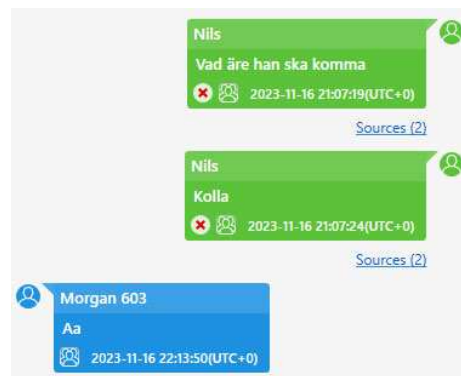 Nils
Vad äre han ska komma
2023-11-16 21:07:19(UTC+0)
Sources (2)
Nils
Kolla
2023-11-16 21:07:24(UTC+0)
Sources (2)
Morgan 603
Aa
2023-11-16 22:13:50(UTC+0)